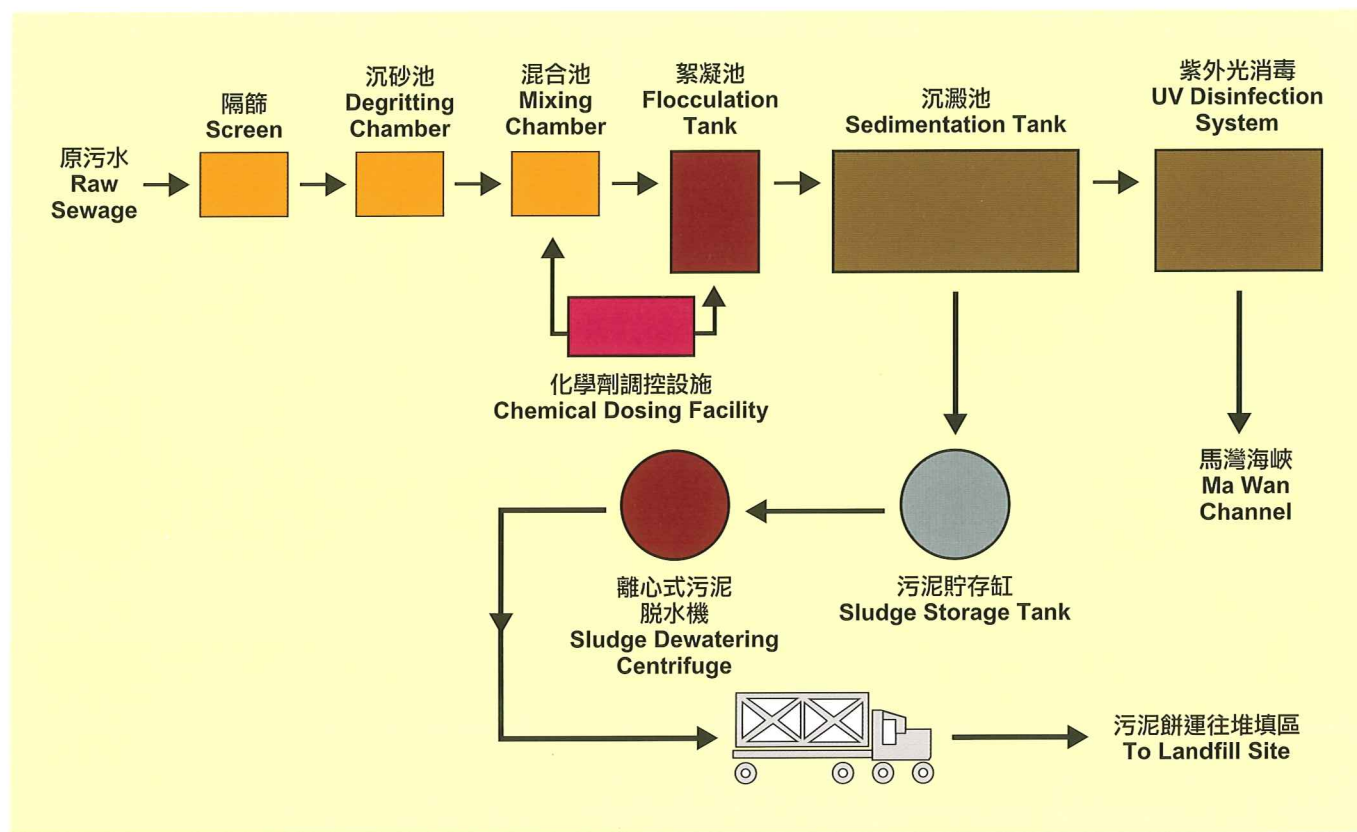 原污水
Raw
Sewage
隔篩
Screen
沉砂池
Degritting
Chamber
混合池
Mixing
Chamber
絮凝池
Flocculation
Tank
沉澱池
Sedimentation Tank
紫外光消毒
UV Disinfection
System
化學劑調控設施
Chemical Dosing Facility
馬灣海峽
Ma Wan
Channel
離心式污泥
脱水機
Sludge Dewatering
Centrifuge
污泥貯存缸
Sludge Storage Tank
污泥餅運往堆填區
To Landfill Site